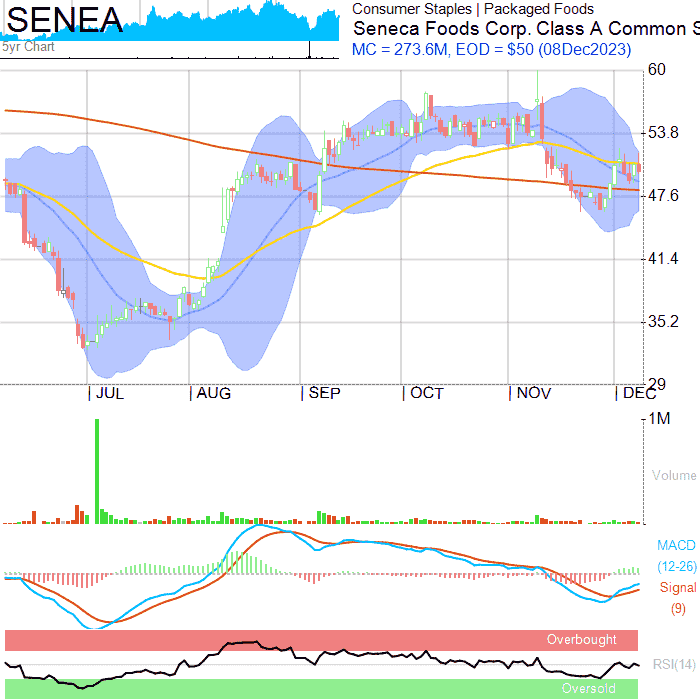 SENEA
5yr Chart
Consumer Staples | Packaged Foods
Seneca Foods Corp. Class A Common S
MC = 273.6M, EOD = $50 (08Dec2023)
60
53.8
47.6
41.4
35.2
29
JUL AUG SEP OCT NOV DEC
1M
Volume
MACD
(12-26)
Signal
(9)
Overbought
RSI(14)
Oversold